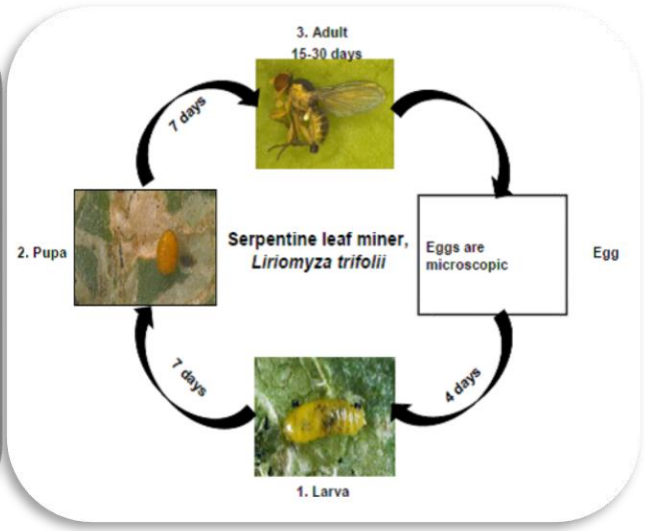 3. Adult
15-30 days
7 days
Eggs are
microscopic
Egg
Serpentine leaf miner,
Liriomyza trifolii
2. Pupa
7 days
4 days
1. Larva